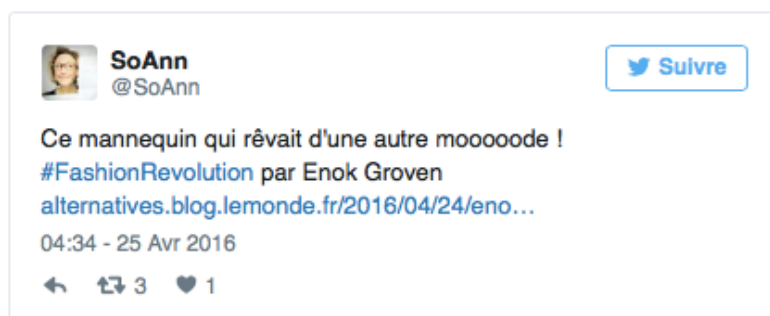 SoAnn
@SoAnn
Suivre
Ce mannequin qui rêvait d'une autre mooooode !
#FashionRevolution par Enok Groven
alternatives.blog.lemonde.fr/2016/04/24/eno…
04:34 - 25 Avr 2016
3 1